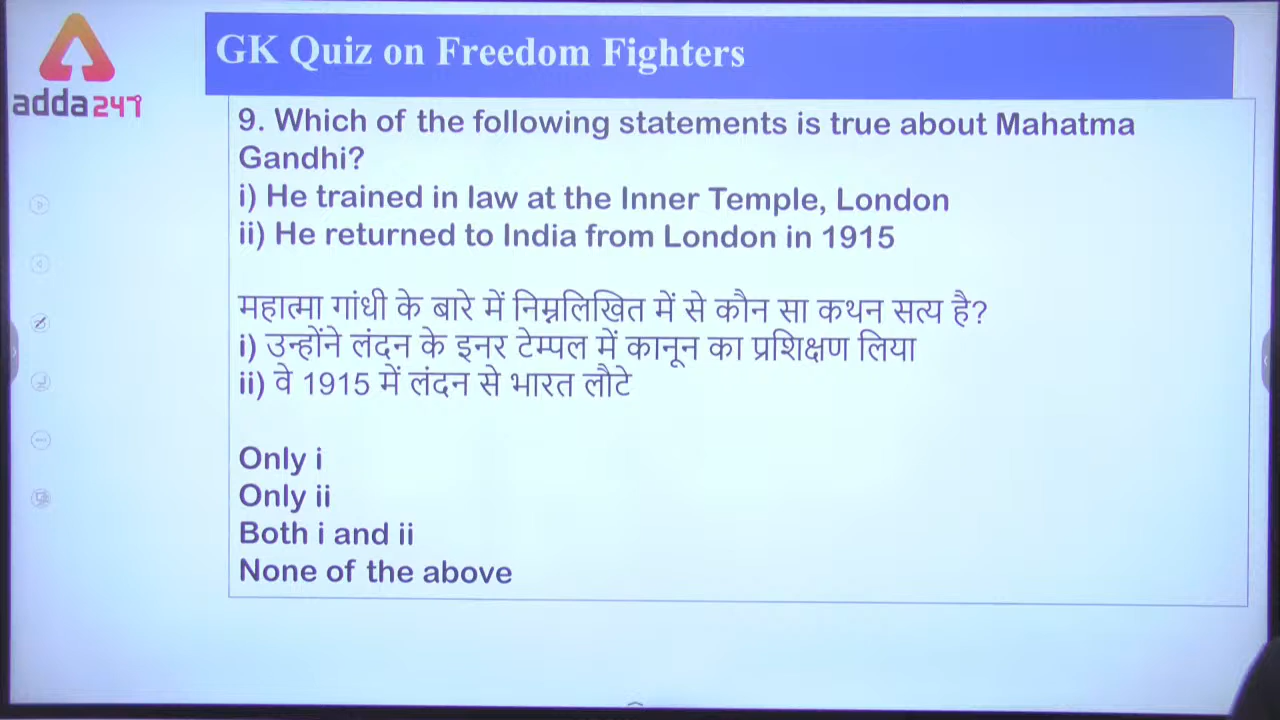 GK Quiz on Freedom Fighters
adda247
9. Which of the following statements is true about Mahatma
Gandhi?
i) He trained in law at the Inner Temple, London
ii) He returned to India from London in 1915
महात्मा गांधी के बारे में निम्नलिखित में से कौन सा कथन सत्य है?
i) उन्होंने लंदन के इनर टेम्पल में कानून का प्रशिक्षण लिया
ii) वे 1915 में लंदन से भारत लौटे
Only i
Only ii
Both i and ii
None of the above